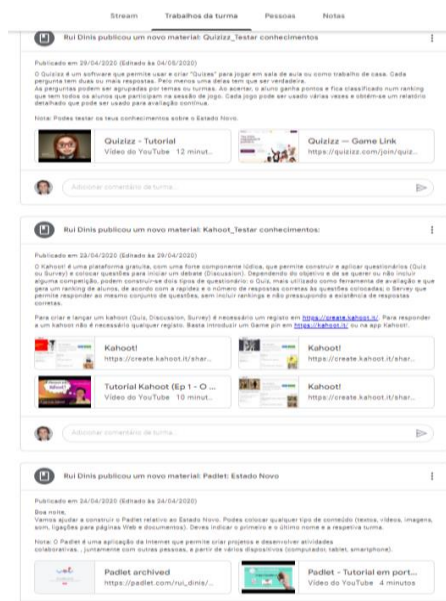 Stream Trabalhos da turma Pessoas Notas
Rui Dinis publicou um novo material: Quizizz_Testar conhecimentos
Publicado em 29/04/2020 (Editado às 04/05/2020)
O Quizizz é um software que permite usar e criar "Quizes" para jogar em sala de aula ou como trabalho de casa. Cada
pergunta tem duas ou mais respostas. Pelo menos uma delas tem que ser verdadeira.
As perguntas podem ser agrupadas por temas ou turmas. Ao acertar, o aluno ganha pontos e fica classificado num ranking
que tem todos os alunos que participam na sessão de jogo. Cada jogo pode ser usado várias vezes e obtém-se um relatório
detalhado que pode ser usado para avaliação contínua.
Nota: Podes testar os teus conhecimentos sobre o Estado Novo.
Quizizz - Tutorial
Vídeo do YouTube 12 minut...
Quizizz — Game Link
https://quizizz.com/join/quiz...
Adicionar comentário da turma...
Rui Dinis publicou um novo material: Kahoot_Testar conhecimentos:
Publicado em 22/04/2020 (Editado às 29/04/2020)
O Kahoot! é uma plataforma gratuita, com uma forte componente lúdica, que permite construir e aplicar questionários (Quis
ou Survey) e colocar questões para iniciar um debate (Discussion). Dependendo do objetivo e de se querer ou não incluir
alguma competição, podem construir-se dois tipos de questionário: o Quiz, mais utilizado como ferramenta de avaliação e que
gera um ranking de alunos, de acordo com a rapidez e o número de respostas corretas às questões colocadas; o Survey que
permite responder ao mesmo conjunto de questões, sem incluir rankings e não pressupondo a existência de respostas
corretas.
Para criar e lançar um kahoot (Quis, Discussion, Survey) é necessário um registo em https://create.kahoot.it/. Para responder
a um kahoot não é necessário qualquer registo. Basta introduzir um Game pin em https://kahoot.it/ ou na app Kahoot!.
Kahoot!
https://create.kahoot.it/shar...
Kahoot!
https://create.kahoot.it/shar...
Tutorial Kahoot (Ep 1 - O ...
Vídeo do YouTube 10 minut...
Kahoot!
https://create.kahoot.it/shar...
Adicionar comentário da turma...
Rui Dinis publicou um novo material: Padlet: Estado Novo
Publicado em 24/04/2020 (Editado às 24/04/2020)
Boa noite,
Vamos ajudar a construir o Padlet relativo ao Estado Novo. Podes colocar qualquer tipo de conteúdo (textos, vídeos, imagens,
som, ligações para páginas Web e documentos). Deves indicar o primeiro e o último nome e a respetiva turma.
Nota: O Padlet é uma aplicação da Internet que permite criar projetos e desenvolver atividades
colaborativas, , juntamente com outras pessoas, a partir de vários dispositivos (computador, tablet, smartphone).
Padlet archived
https://padlet.com/rui_dinis/...
Padlet - Tutorial em port...
Vídeo do YouTube 4 minutos